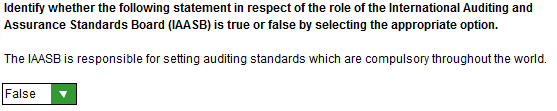 Identify whether the following statement in respect of the role of the International Auditing and
Assurance Standards Board (IAASB) is true or false by selecting the appropriate option.
The IAASB is responsible for setting auditing standards which are compulsory throughout the world.
False